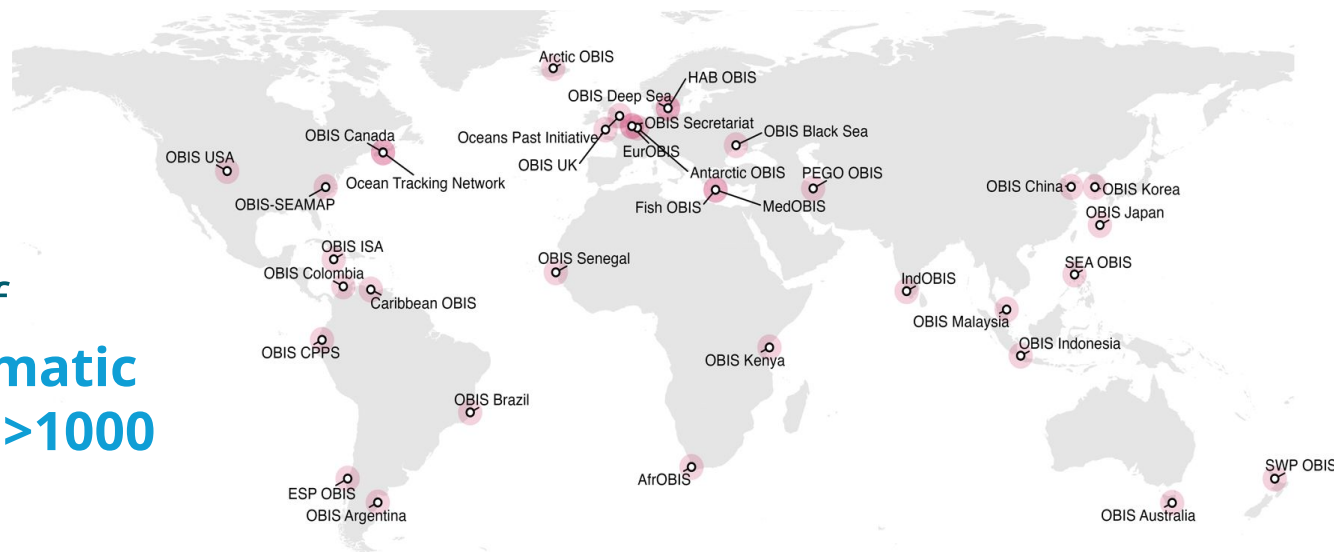 Arctic OBIS
HAB OBIS
OBIS Deep Sea
OBIS Secretariat
OBIS Black Sea
Oceans Past Initiative
EurOBIS
OBIS UK
Antarctic OBIS
PEGO OBIS
OBIS Canada
OBIS USA
Ocean Tracking Network
OBIS-SEAMAP
Fish OBIS
MedOBIS
OBIS China
OBIS Korea
OBIS Japan
OBIS ISA
OBIS Colombia
Caribbean OBIS
OBIS Senegal
SEA OBIS
IndOBIS
OBIS Malaysia
OBIS Indonesia
f
matic
>1000
OBIS CPPS
OBIS Kenya
OBIS Brazil
AfrOBIS
ESP OBIS
OBIS Argentina
SWP OBIS
OBIS Australia